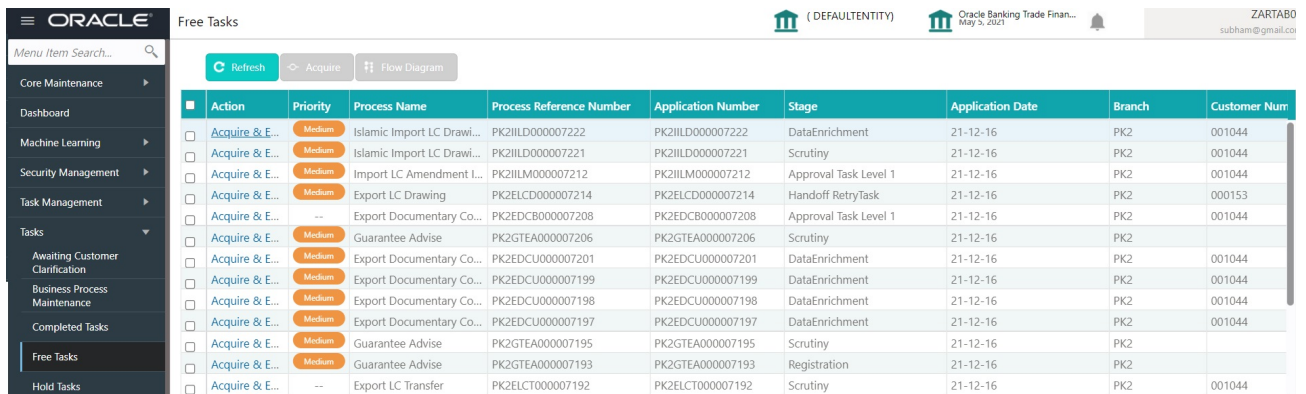 ORACLE
Free Tasks
( DEFAULTENTITY)
Oracle Banking Trade Finan...
May 5, 2021
ZARTAB0
subham@gmail.co
Menu Item Search...
Core Maintenance
Dashboard
Machine Learning
Security Management
Task Management
Tasks
Awaiting Customer
Clarification
Business Process
Maintenance
Completed Tasks
Free Tasks
Hold Tasks
Refresh Acquire Flow Diagram
Action Priority Process Name Process Reference Number Application Number Stage Application Date Branch Customer Num
Acquire & E... Medium Islamic Import LC Drawi... PK2IILD000007222 PK2IILD000007222 DataEnrichment 21-12-16 PK2 001044
Acquire & E... Medium Islamic Import LC Drawi... PK2IILD000007221 PK2IILD000007221 Scrutiny 21-12-16 PK2 001044
Acquire & E... Medium Import LC Amendment I... PK2IILM000007212 PK2IILM000007212 Approval Task Level 1 21-12-16 PK2 001044
Acquire & E... Medium Export LC Drawing PK2ELCD000007214 PK2ELCD000007214 Handoff RetryTask 21-12-16 PK2 000153
Acquire & E... -- Export Documentary Co... PK2EDCB000007208 PK2EDCB000007208 Approval Task Level 1 21-12-16 PK2 001044
Acquire & E... Medium Guarantee Advise PK2GTEA000007206 PK2GTEA000007206 Scrutiny 21-12-16 PK2
Acquire & E... Medium Export Documentary Co... PK2EDCU000007201 PK2EDCU000007201 DataEnrichment 21-12-16 PK2 001044
Acquire & E... Medium Export Documentary Co... PK2EDCU000007199 PK2EDCU000007199 DataEnrichment 21-12-16 PK2 001044
Acquire & E... Medium Export Documentary Co... PK2EDCU000007198 PK2EDCU000007198 DataEnrichment 21-12-16 PK2 001044
Acquire & E... Medium Export Documentary Co... PK2EDCU000007197 PK2EDCU000007197 DataEnrichment 21-12-16 PK2 001044
Acquire & E... Medium Guarantee Advise PK2GTEA000007195 PK2GTEA000007195 Scrutiny 21-12-16 PK2
Acquire & E... Medium Guarantee Advise PK2GTEA000007193 PK2GTEA000007193 Registration 21-12-16 PK2
Acquire & E... -- Export LC Transfer PK2ELCT000007192 PK2ELCT000007192 Scrutiny 21-12-16 PK2 001044